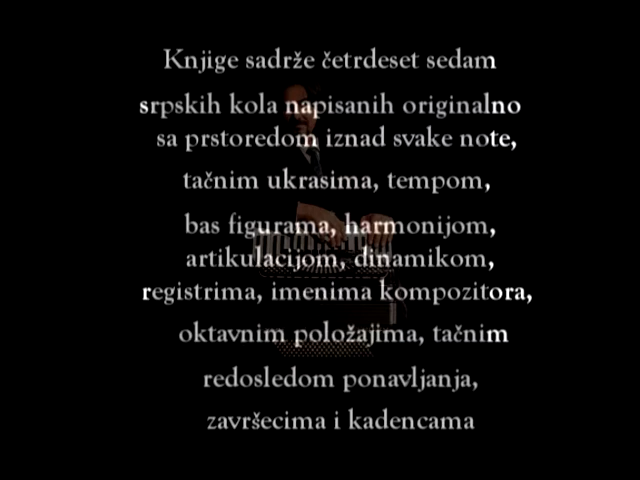 Knjige sadrže četrdeset sedam
srpskih kola napisanih originalno
sa prstoredom iznad svake note,
tačnim ukrasima, tempom,
bas figurama, harmonijom,
artikulacijom, dinamikom,
registrima, imenima kompozitora,
oktavnim položajima, tačnim
redosledom ponavljanja,
završecima i kadencama